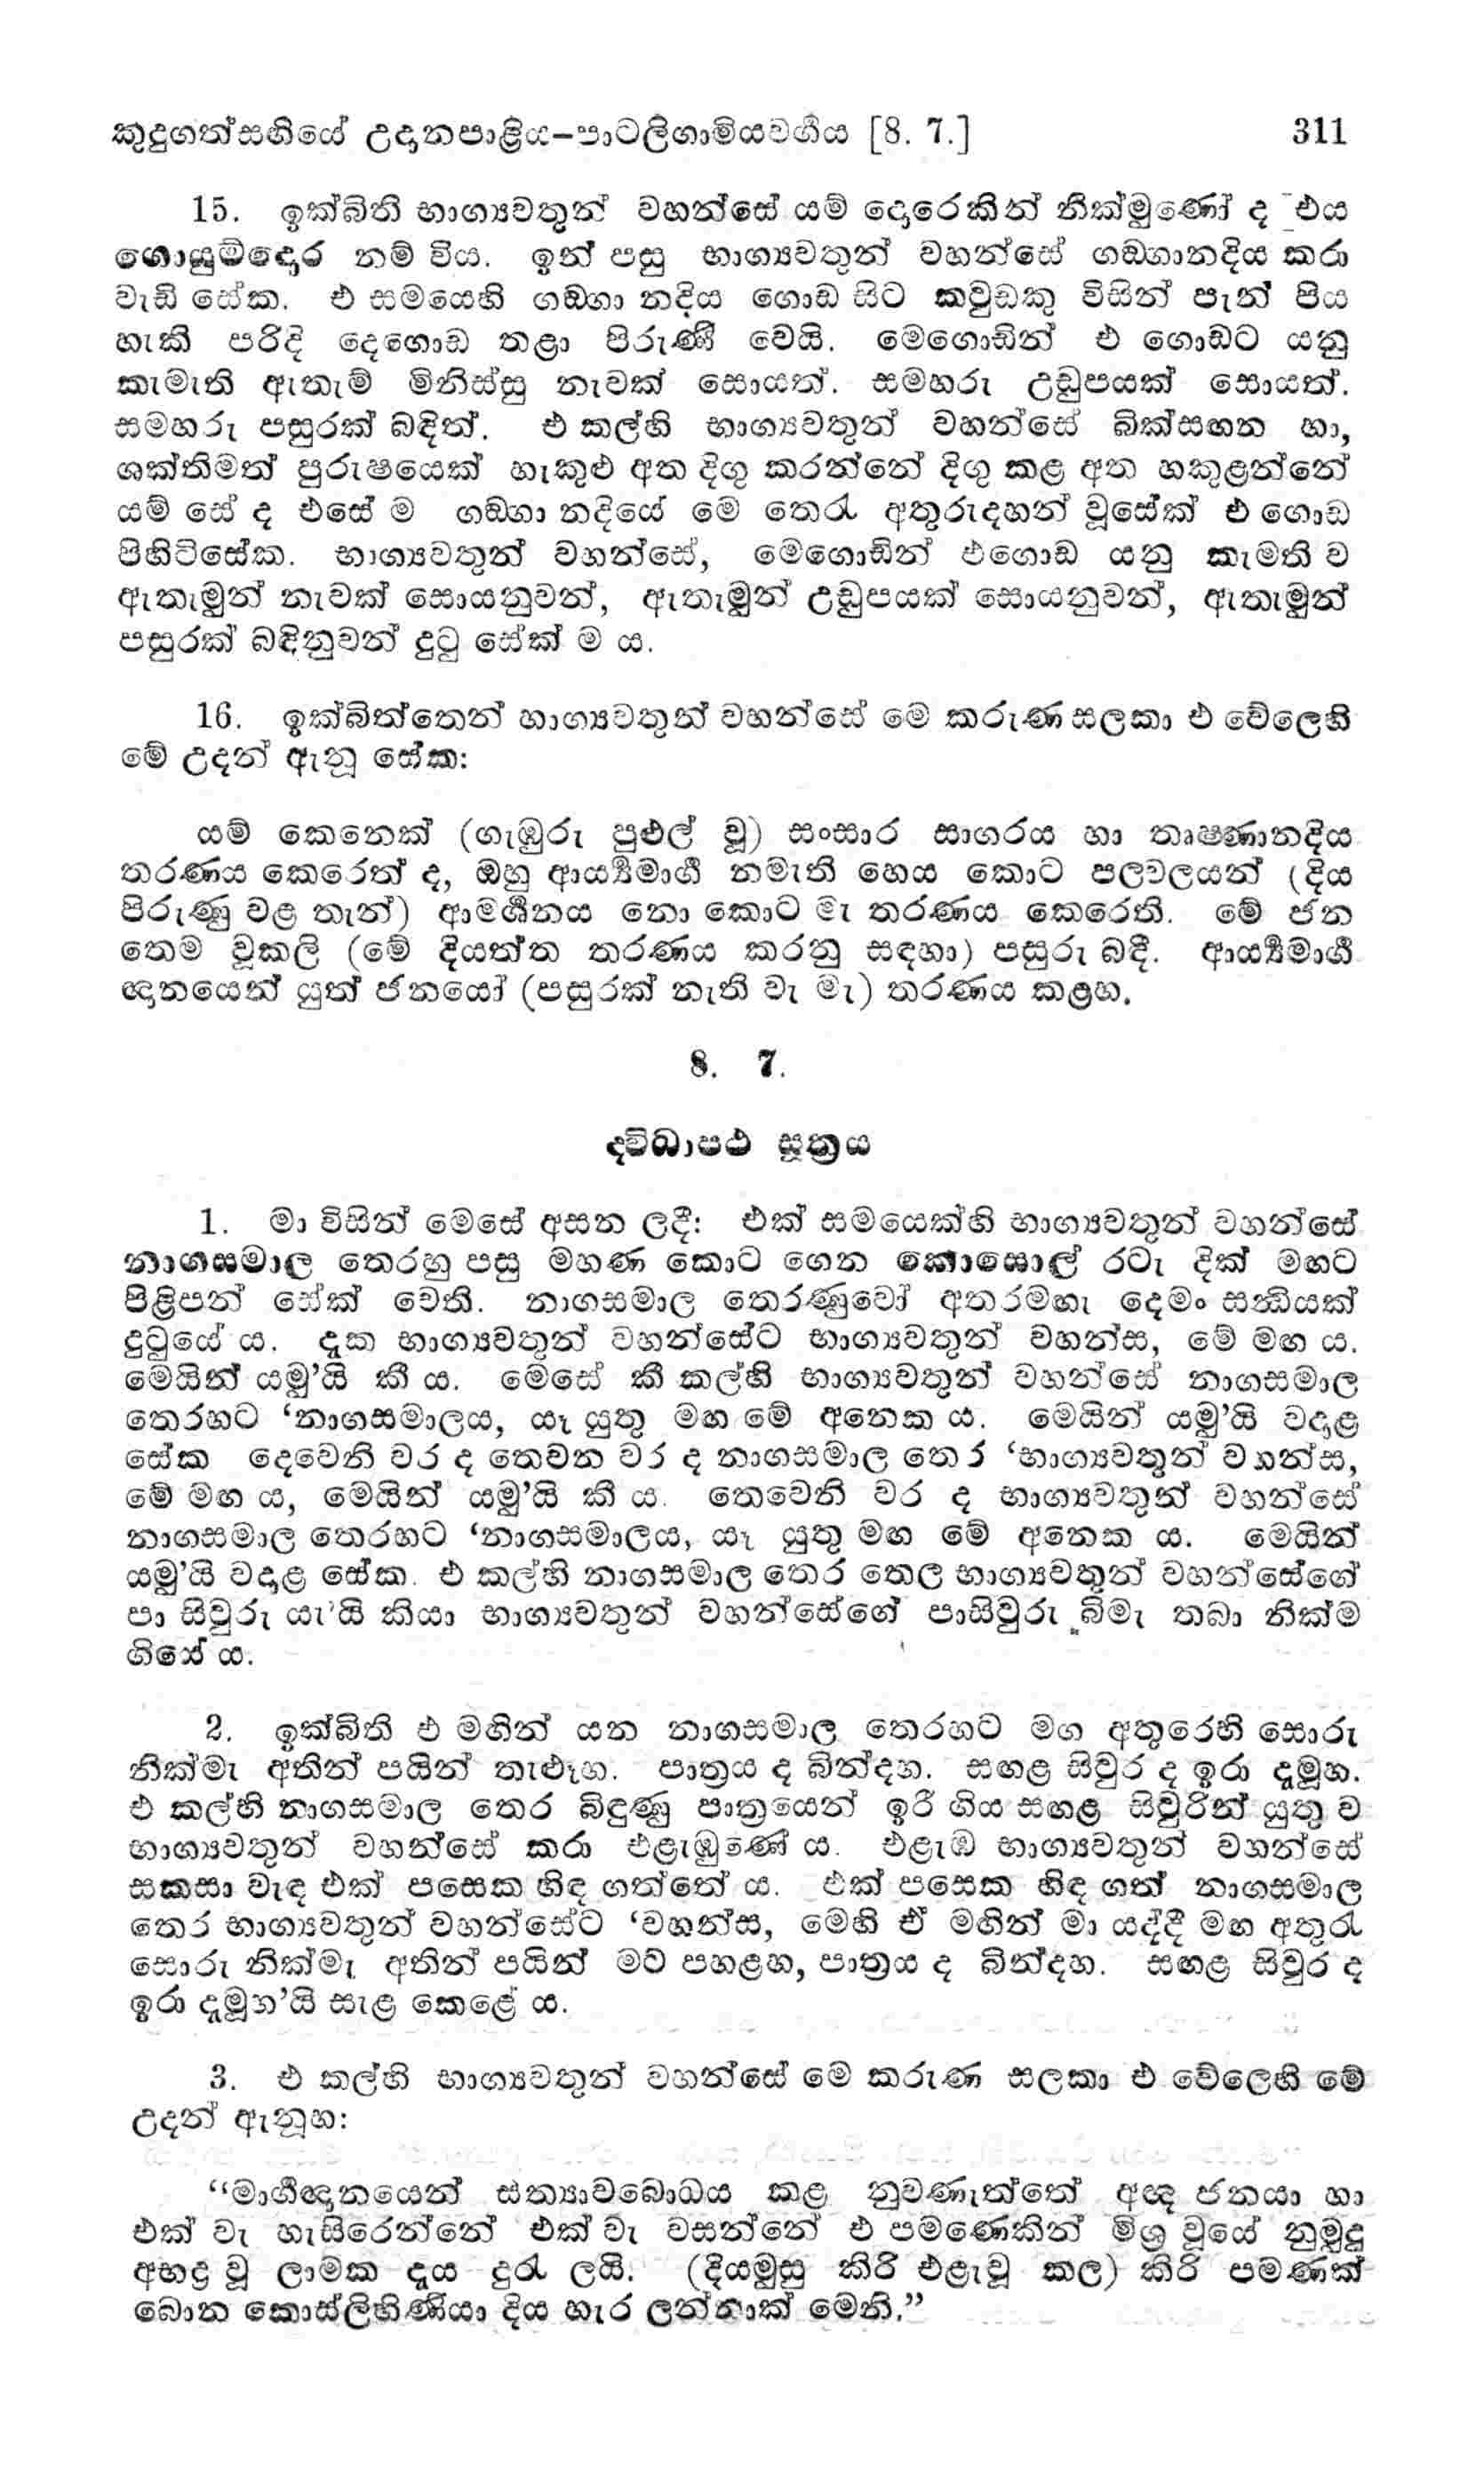 කුදුගත්සඟියේ උදානපාළිය-පාටලිගාමියවර්ගය [8. 7.] 311
15. ඉක්බිති භාග්‍යවතුන් වහන්සේ යම් දොරෙකින් නික්මුණෝ ද එය
ගොයුම්දොර නම් විය. ඉන් පසු භාග්‍යවතුන් වහන්සේ ගඞ්ගානදිය කරා
වැඩි සේක. එ සමයෙහි ගඞ්ගා නදිය ගොඩ සිට කවුඩකු විසින් පැන් පිය
හැකි පරිදි දෙගොඩ තළා පිරුණී වෙයි. මෙගොඩින් එ ගොඩට යනු
කැමැති ඇතැම් මිනිස්සු නැවක් සොයත්. සමහරු උඩුපයක් සොයත්.
සමහරු පසුරක් බඳිත්. එ කල්හි භාග්‍යවතුන් වහන්සේ බික්සඟන හා,
ශක්තිමත් පුරුෂයෙක් හැකුළු අත දිගු කරන්නේ දිගු කළ අත හකුළන්නේ
යම් සේ ද එසේ ම ගඞ්ගා නදියේ මෙ තෙරැ අතුරුදහන් වූසේක් එ ගොඩ
පිහිටිසේක. භාග්‍යවතුන් වහන්සේ, මෙගොඩින් එගොඩ යනු කැමති ව
ඇතැමුන් නැවක් සොයනුවන්, ඇතැමුන් උඩුපයක් සොයනුවන්, ඇතැමුන්
පසුරක් බඳිනුවන් දුටු සේක් ම ය.
16. ඉක්බිත්තෙන් භාග්‍යවතුන් වහන්සේ මෙ කරුණ සලකා එ වේලෙහි
මේ උදන් ඇනූ සේක:
යම් කෙනෙක් (ගැඹුරු පුළුල් වූ) සංසාර සාගරය හා තෘෂණානදිය
තරණය කෙරෙත් ද, ඔහු ආර්‍ය්‍යමාර්ග නමැති හෙය කොට පලවලයන් (දිය
පිරුණු වළ තැන්) ආමර්ශනය නො කොට මැ තරණය කෙරෙති. මේ ජන
තෙම වූකලි (මේ දියත්ත තරණය කරනු සඳහා) පසුරු බඳී. ආර්‍ය්‍යමාර්ග
ඥානයෙන් යුත් ජනයෝ (පසුරක් නැති වැ මැ) තරණය කළහ.
8. 7.
ද්විධාපථ සූත්‍රය
1. මා විසින් මෙසේ අසන ලදී: එක් සමයෙක්හි භාග්‍යවතුන් වහන්සේ
නාගසමාල තෙරහු පසු මහණ කොට ගෙන කොසොල් රටැ දික් මඟට
පිළිපන් සේක් වෙති. නාගසමාල තෙරණුවෝ අතරමඟැ දෙමං සන්ධියක්
දුටුයේ ය. දැක භාග්‍යවතුන් වහන්සේට භාග්‍යවතුන් වහන්ස, මේ මඟ ය.
මෙයින් යමු’යි කී ය. මෙසේ කී කල්හි භාග්‍යවතුන් වහන්සේ නාගසමාල
තෙරහට ‘නාගසමාලය, යෑ යුතු මඟ මේ අනෙක ය. මෙයින් යමු’යි වදාළ
සේක දෙවෙනි වර ද තෙවන වර ද නාගසමාල තෙර ‘භාග්‍යවතුන් වහන්ස,
මේ මඟ ය, මෙයින් යමු’යි කී ය. තෙවෙනි වර ද භාග්‍යවතුන් වහන්සේ
නාගසමාල තෙරහට ‘නාගසමාලය, යෑ යුතු මඟ මේ අනෙක ය. මෙයින්
යමු’යි වදාළ සේක. එ කල්හි නාගසමාල තෙර තෙල භාග්‍යවතුන් වහන්සේගේ
පා සිවුරු යැ’යි කියා භාග්‍යවතුන් වහන්සේගේ පාසිවුරු බිමැ තබා නික්ම
ගියේ ය.
2. ඉක්බිති එ මඟින් යන නාගසමාල තෙරහට මග අතුරෙහි සොරු
නික්මැ අතින් පයින් තැළූහ. පාත්‍රය ද බින්දහ. සඟළ සිවුර ද ඉරා දැමූහ.
එ කල්හි නාගසමාල තෙර බිඳුණු පාත්‍රයෙන් ඉරී ගිය සඟළ සිවුරින් යුතු ව
භාග්‍යවතුන් වහන්සේ කරා එළැඹුණේ ය. එළැඹ භාග්‍යවතුන් වහන්සේ
සකසා වැඳ එක් පසෙක හිඳ ගත්තේ ය. එක් පසෙක හිඳ ගත් නාගසමාල
තෙර භාග්‍යවතුන් වහන්සේට ‘වහන්ස, මෙහි ඒ මඟින් මා යද්දී මඟ අතුරැ
සොරු නික්මැ අතින් පයින් මට පහළහ, පාත්‍රය ද බින්දහ. සඟළ සිවුර ද
ඉරා දැමූහ’යි සැළ කෙළේ ය.
3. එ කල්හි භාග්‍යවතුන් වහන්සේ මෙ කරුණ සලකා එ වේලෙහි මේ
උදන් ඇනූහ:
“මාර්ගඥානයෙන් සත්‍යාවබොධය කළ නුවණැත්තේ අඥ ජනයා හා
එක් වැ හැසිරෙන්නේ එක් වැ වසන්නේ එ පමණෙකින් මිශ්‍ර වූයේ නුමුදු
අභද්‍ර වූ ලාමක දැය දුරැ ලයි. (දියමුසු කිරි එළැවූ කල) කිරි පමණක්
බොන කොස්ලිහිණියා දිය හැර ලන්නාක් මෙනි.”